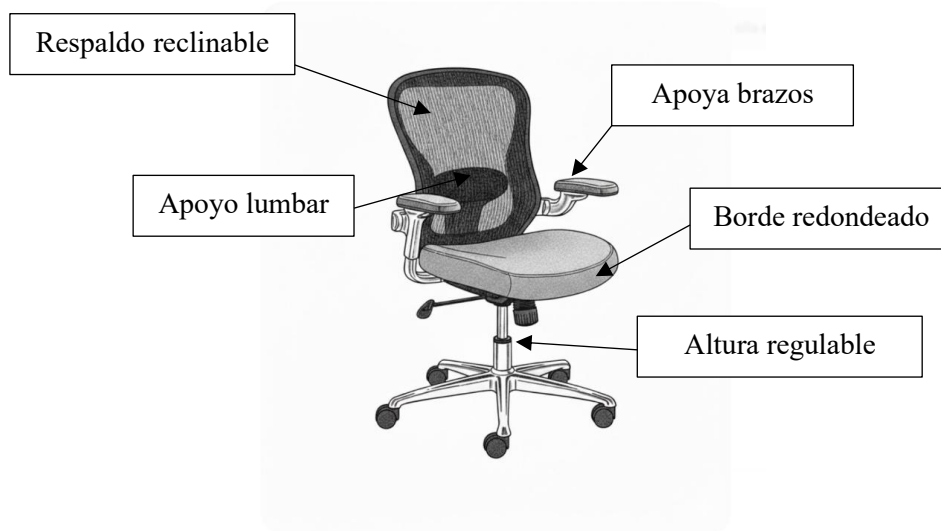 Respaldo reclinable
Apoya brazos
Apoyo lumbar
Borde redondeado
Altura regulable